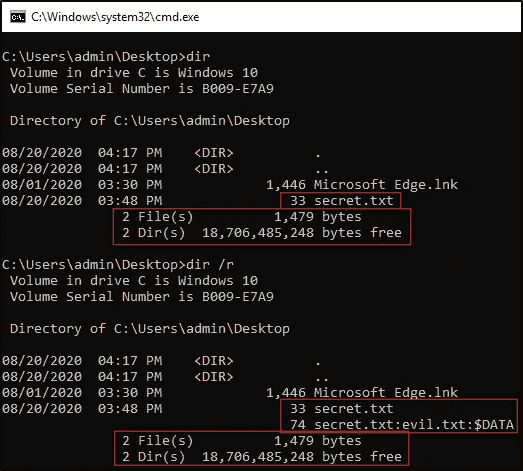 C:\Windows\system32\cmd.exe
C:\Users\admin\Desktop>dir
Volume in drive C is Windows 10
Volume Serial Number is B009-E7A9
Directory of C:\Users\admin\Desktop
08/20/2020  04:17 PM    <DIR>          .
08/20/2020  04:17 PM    <DIR>          ..
08/01/2020  03:30 PM             1,446 Microsoft Edge.lnk
08/20/2020  03:48 PM                33 secret.txt
2 File(s)          1,479 bytes
2 Dir(s)  18,706,485,248 bytes free
C:\Users\admin\Desktop>dir /r
Volume in drive C is Windows 10
Volume Serial Number is B009-E7A9
Directory of C:\Users\admin\Desktop
08/20/2020  04:17 PM    <DIR>          .
08/20/2020  04:17 PM    <DIR>          ..
08/01/2020  03:30 PM             1,446 Microsoft Edge.lnk
08/20/2020  03:48 PM                33 secret.txt
74 secret.txt:evil.txt:$DATA
2 File(s)          1,479 bytes
2 Dir(s)  18,706,485,248 bytes free